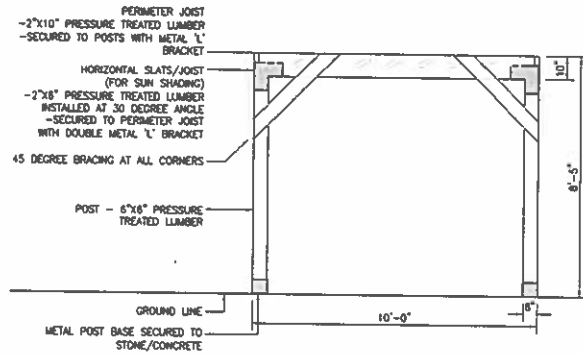 PERIMETER JOIST
-2"X10" PRESSURE TREATED LUMBER
-SECURED TO POSTS WITH METAL 'L'
BRACKET
HORIZONTAL SLATS/JOIST
(FOR SUN SHADING)
-2"X6" PRESSURE TREATED LUMBER
INSTALLED AT 30 DEGREE ANGLE
-SECURED TO PERIMETER JOIST
WITH DOUBLE METAL 'L' BRACKET
45 DEGREE BRACING AT ALL CORNERS
POST - 6"X6" PRESSURE
TREATED LUMBER
GROUND LINE
METAL POST BASE SECURED TO
STONE/CONCRETE
10"
8'-5"
6"
10'-0"